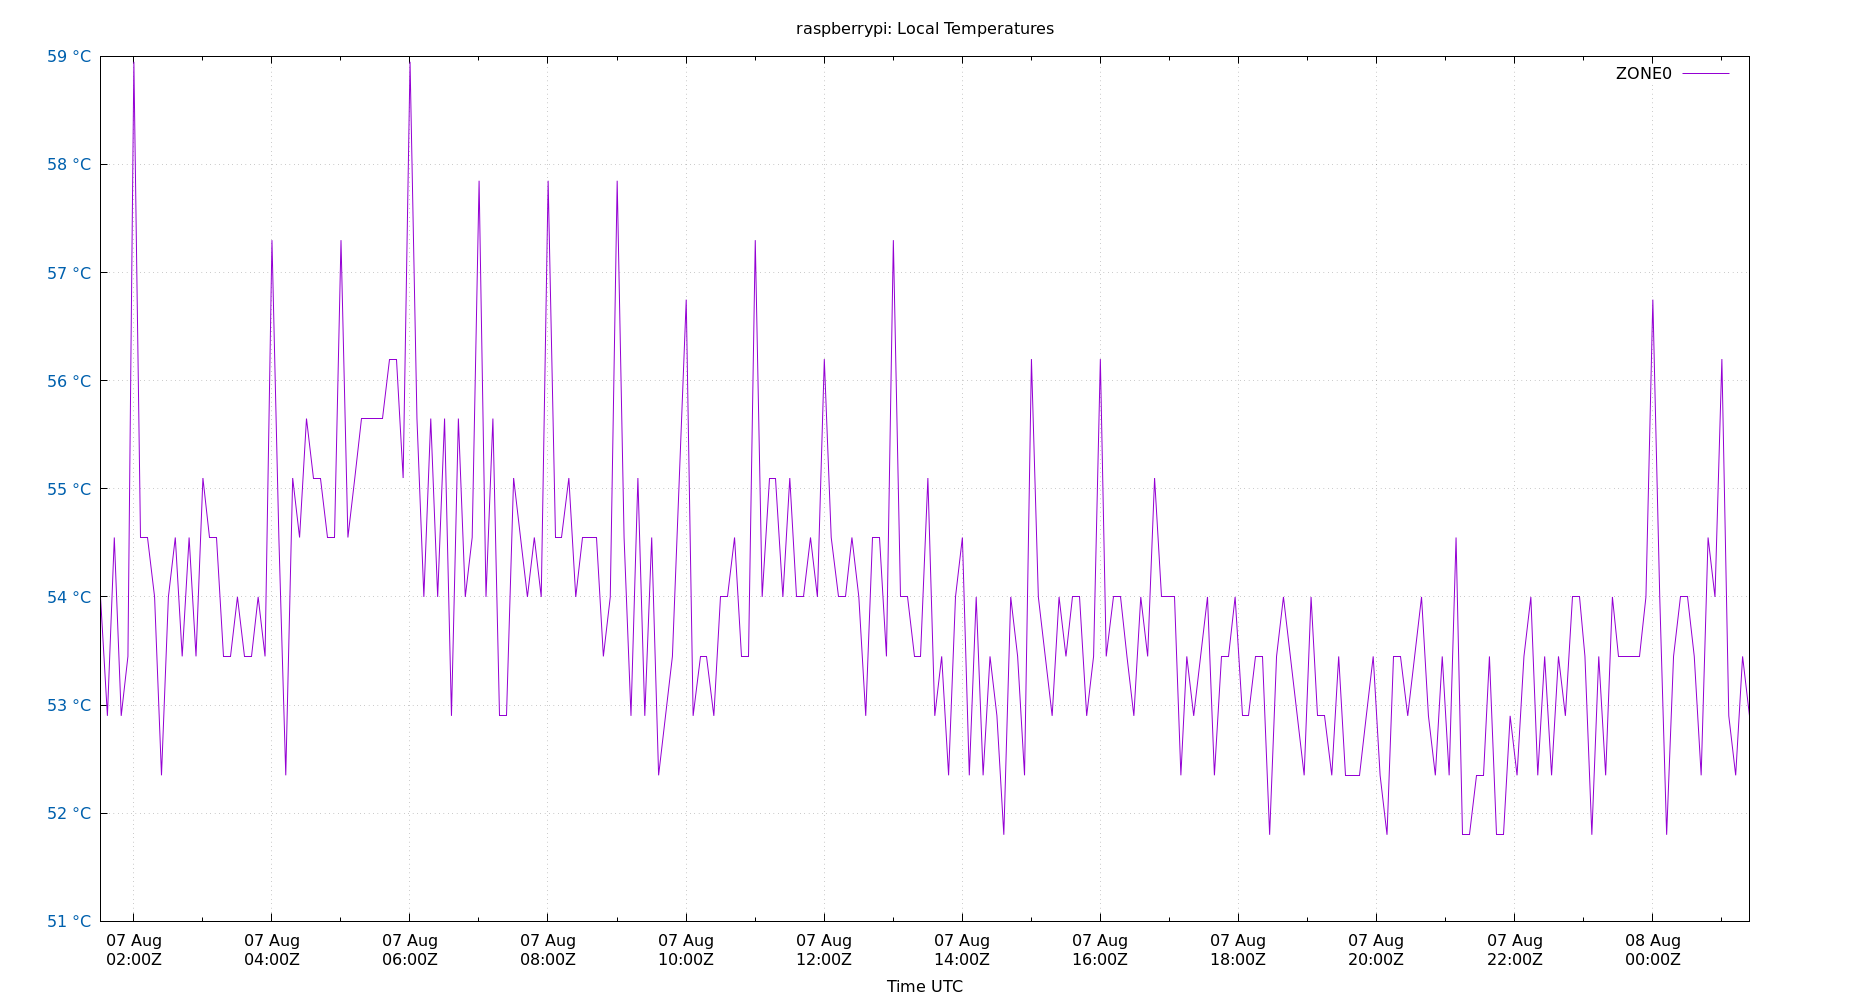 raspberrypi: Local Temperatures
59 °C
58 °C
57 °C
56 °C
55 °C
54 °C
53 °C
52 °C
51 °C
ZONE0
07 Aug 07 Aug 07 Aug 07 Aug 07 Aug 07 Aug 07 Aug 07 Aug 07 Aug 07 Aug 07 Aug 08 Aug
02:00Z 04:00Z 06:00Z 08:00Z 10:00Z 12:00Z 14:00Z 16:00Z 18:00Z 20:00Z 22:00Z 00:00Z
Time UTC